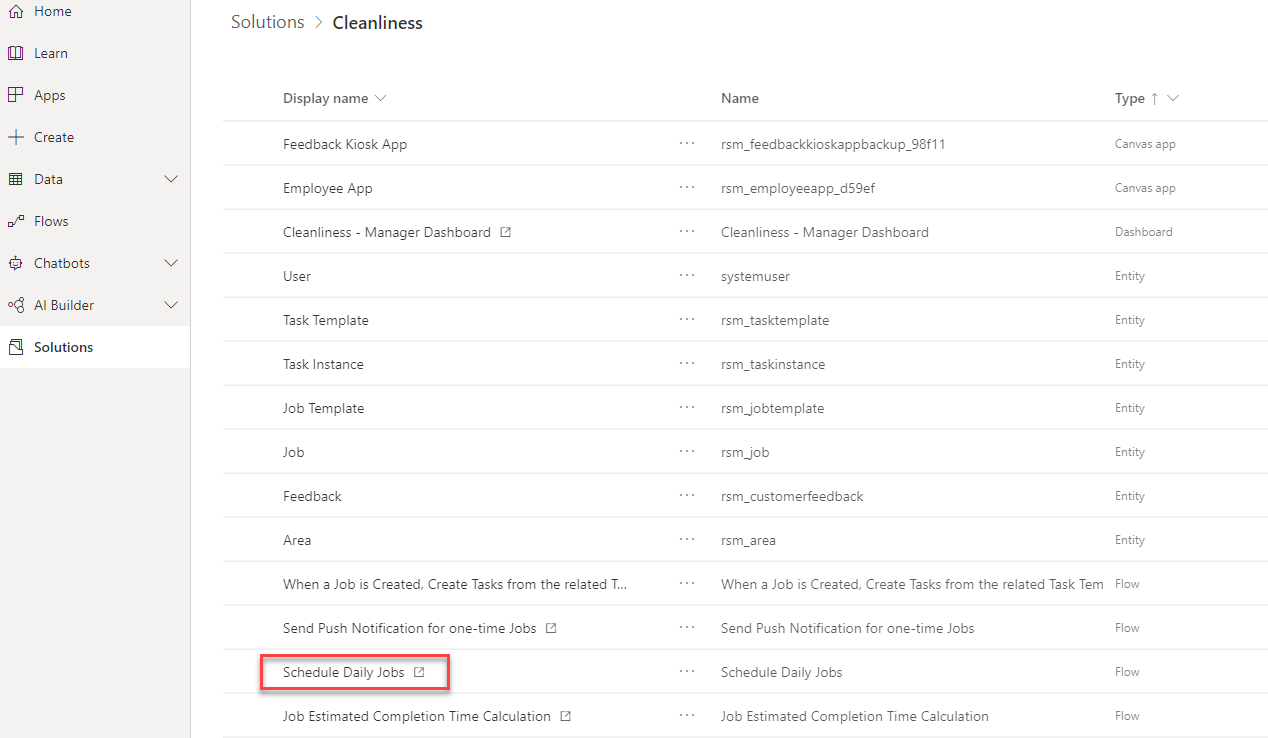 Home
Learn
Apps
Create
Data
Flows
Chatbots
AI Builder
Solutions
Solutions > Cleanliness
Display name Name Type ↑
Feedback Kiosk App ··· rsm_feedbackkioskappbackup_98f11 Canvas app
Employee App ··· rsm_employeeapp_d59ef Canvas app
Cleanliness - Manager Dashboard ··· Cleanliness - Manager Dashboard Dashboard
User ··· systemuser Entity
Task Template ··· rsm_tasktemplate Entity
Task Instance ··· rsm_taskinstance Entity
Job Template ··· rsm_jobtemplate Entity
Job ··· rsm_job Entity
Feedback ··· rsm_customerfeedback Entity
Area ··· rsm_area Entity
When a Job is Created, Create Tasks from the related T... ··· When a Job is Created, Create Tasks from the related Task Tem Flow
Send Push Notification for one-time Jobs ··· Send Push Notification for one-time Jobs Flow
Schedule Daily Jobs ··· Schedule Daily Jobs Flow
Job Estimated Completion Time Calculation ··· Job Estimated Completion Time Calculation Flow